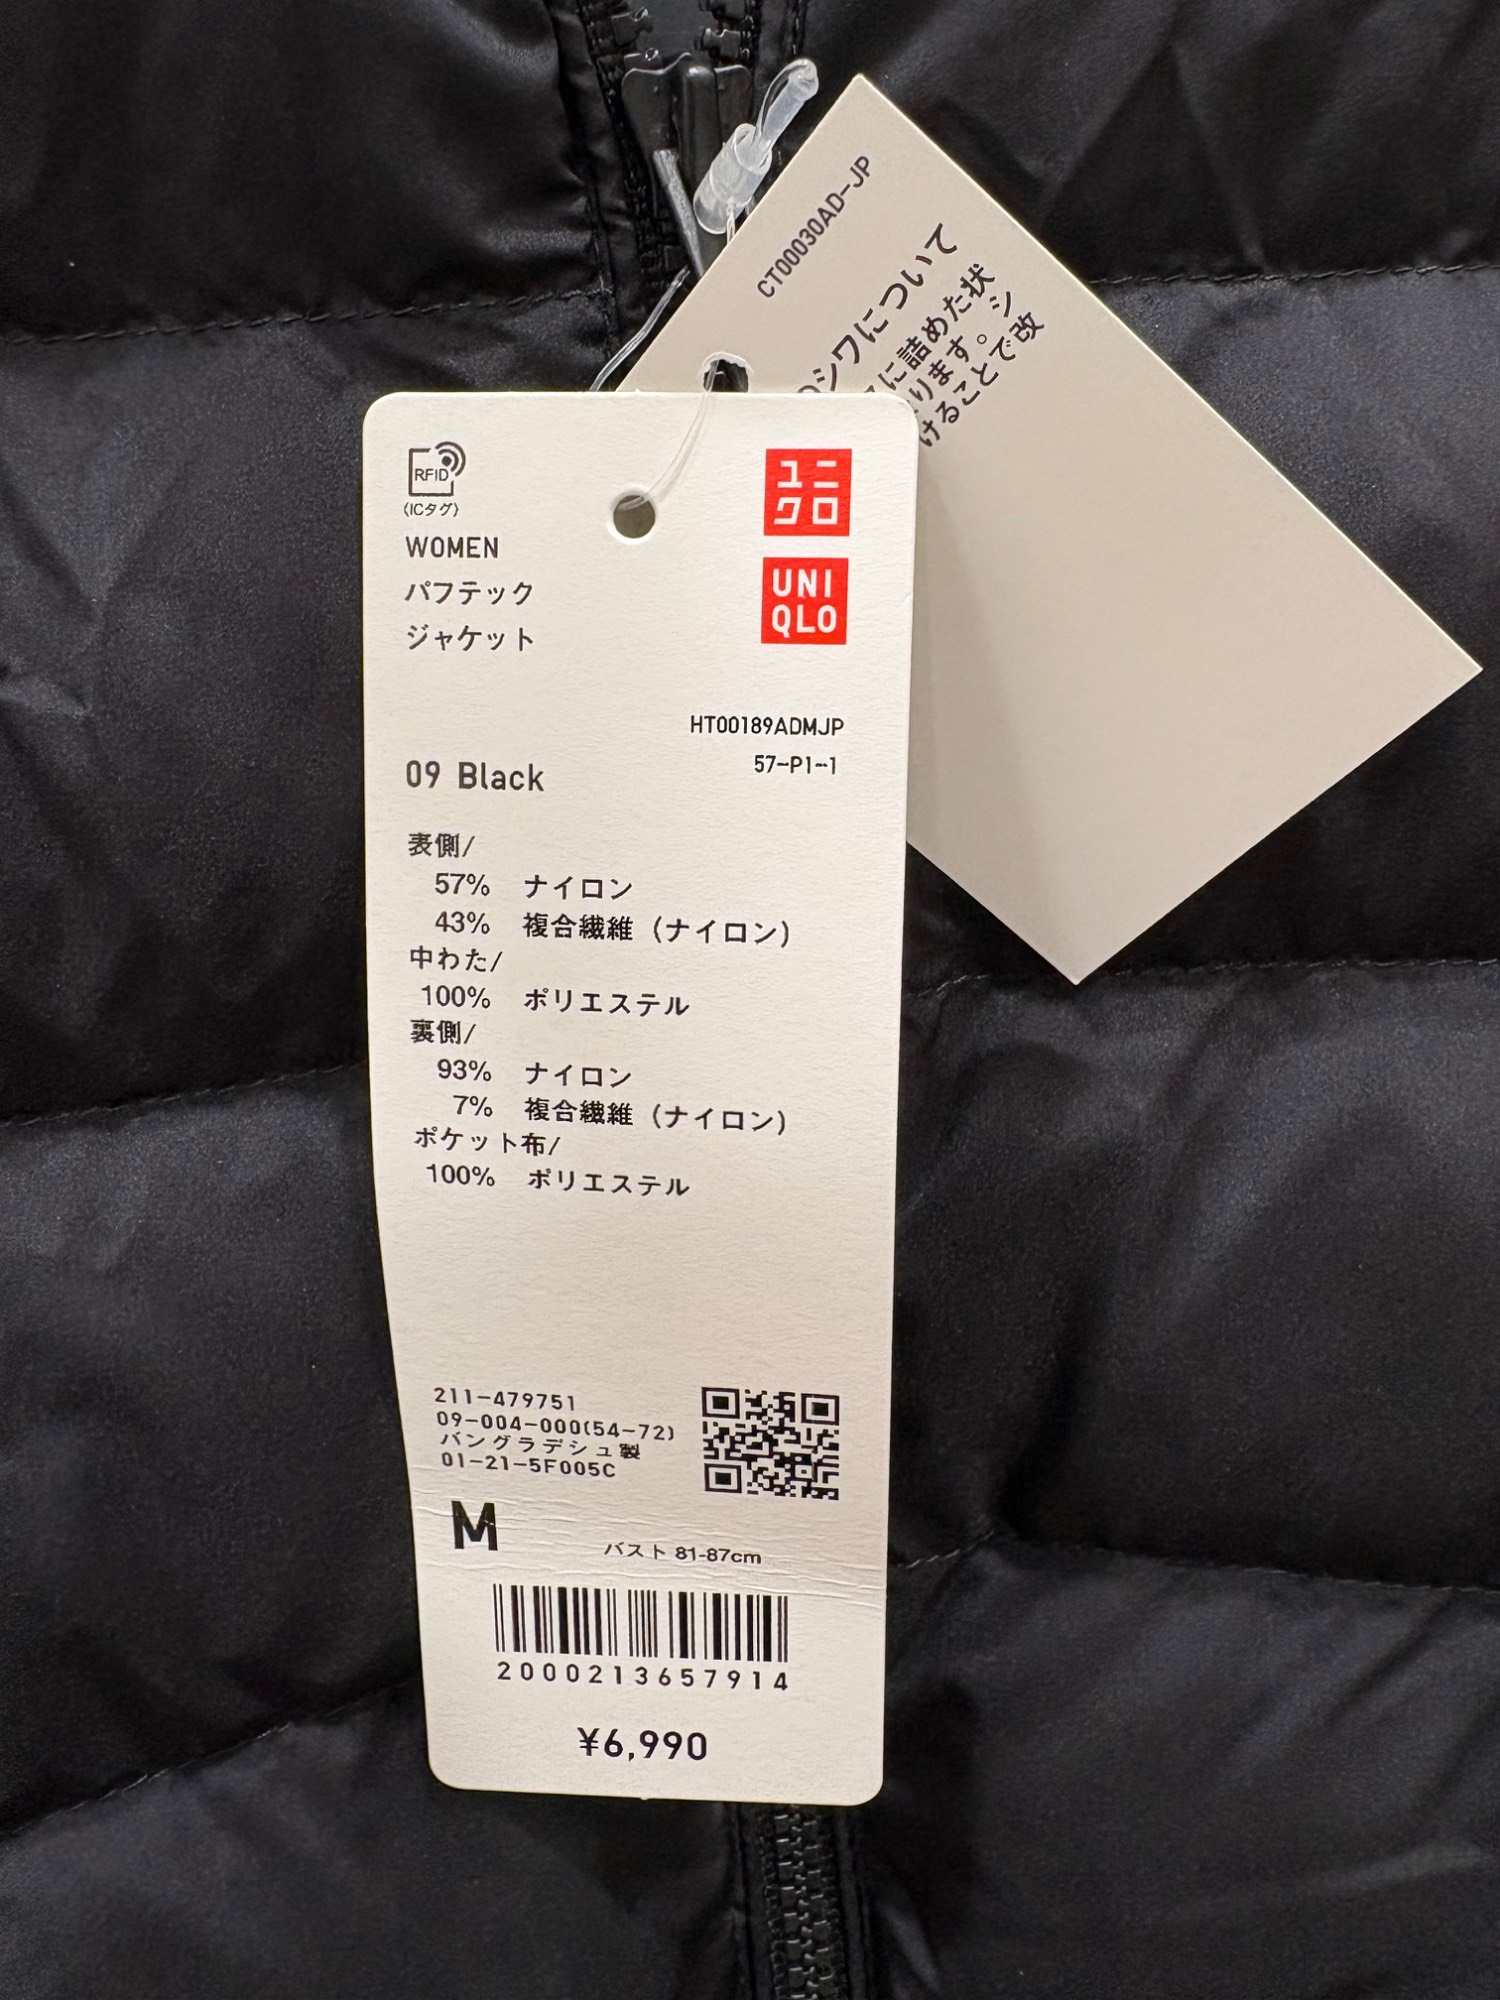 CT00030AD-JP
シワについて
に詰めた状
ります。シ
けることで改
RFID
(ICタグ)
ユニ
クロ
UNI
QLO
WOMEN
パフテック
ジャケット
HT00189ADMJP
57-P1-1
09 Black
表側/
57% ナイロン
43% 複合繊維 (ナイロン)
中わた/
100% ポリエステル
裏側/
93% ナイロン
7% 複合繊維 (ナイロン)
ポケット布/
100% ポリエステル
211-479751
09-004-000(54-72)
バングラデシュ製
01-21-5F005C
M
バスト 81-87cm
2000213657914
¥6,990